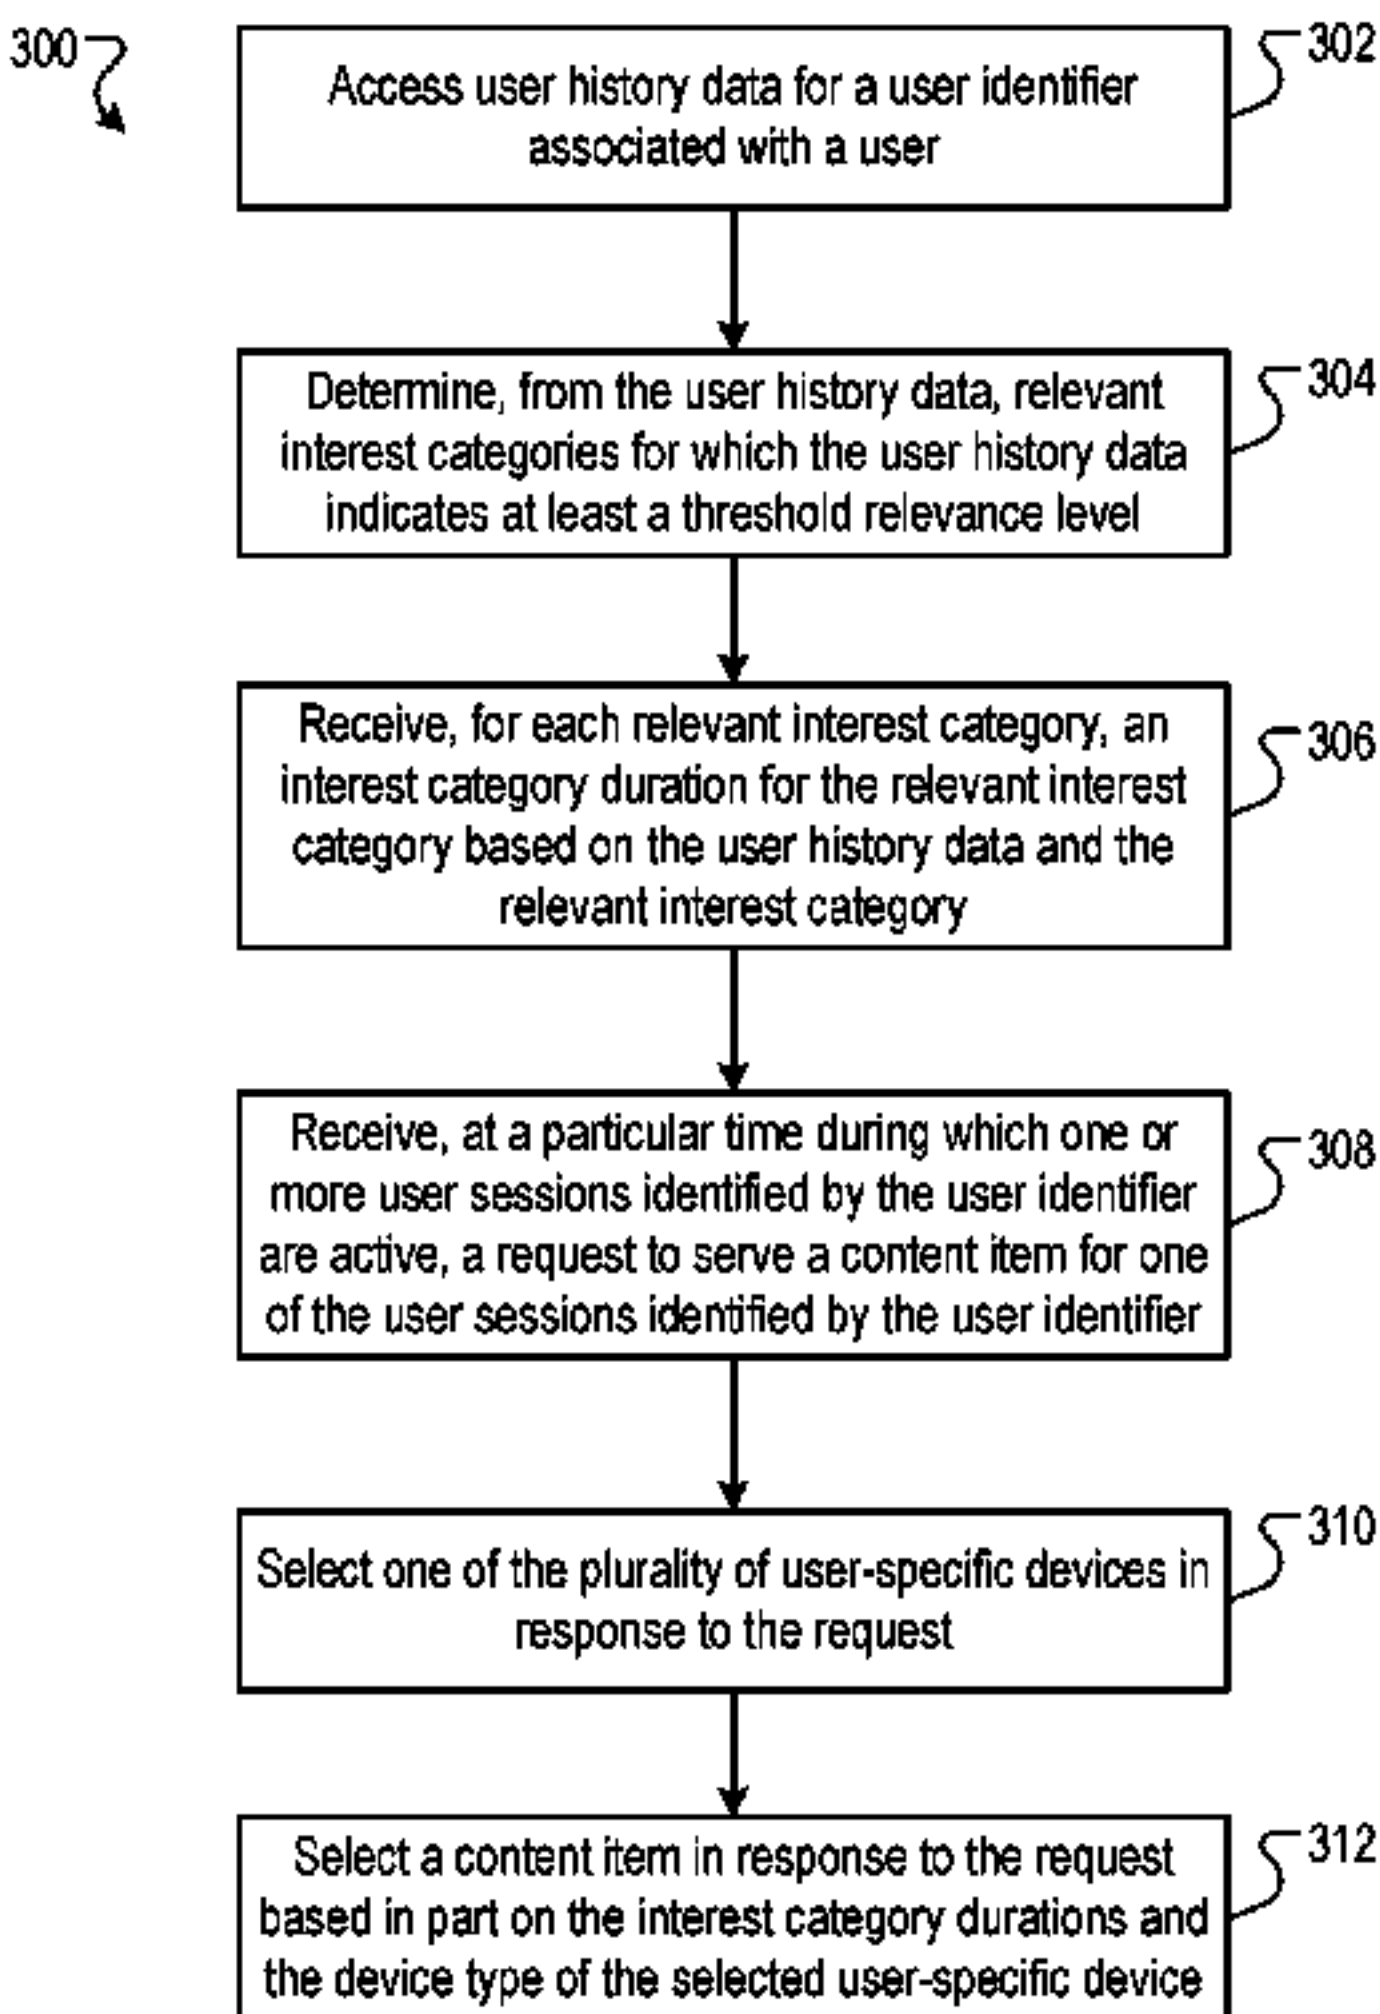 300
302
Access user history data for a user identifier
associated with a user
304
Determine, from the user history data, relevant
interest categories for which the user history data
indicates at least a threshold relevance level
306
Receive, for each relevant interest category, an
interest category duration for the relevant interest
category based on the user history data and the
relevant interest category
308
Receive, at a particular time during which one or
more user sessions identified by the user identifier
are active, a request to serve a content item for one
of the user sessions identified by the user identifier
310
Select one of the plurality of user-specific devices in
response to the request
312
Select a content item in response to the request
based in part on the interest category durations and
the device type of the selected user-specific device